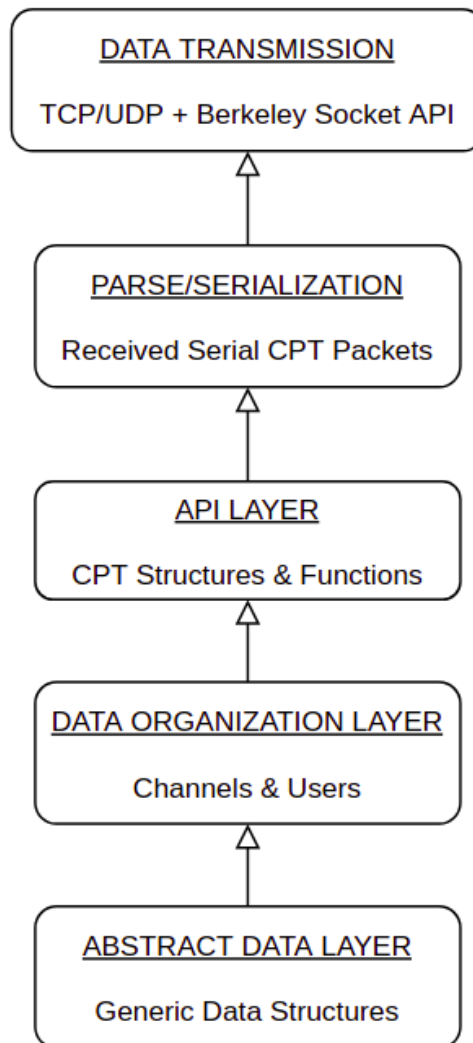 DATA TRANSMISSION
TCP/UDP + Berkeley Socket API
PARSE/SERIALIZATION
Received Serial CPT Packets
API LAYER
CPT Structures & Functions
DATA ORGANIZATION LAYER
Channels & Users
ABSTRACT DATA LAYER
Generic Data Structures